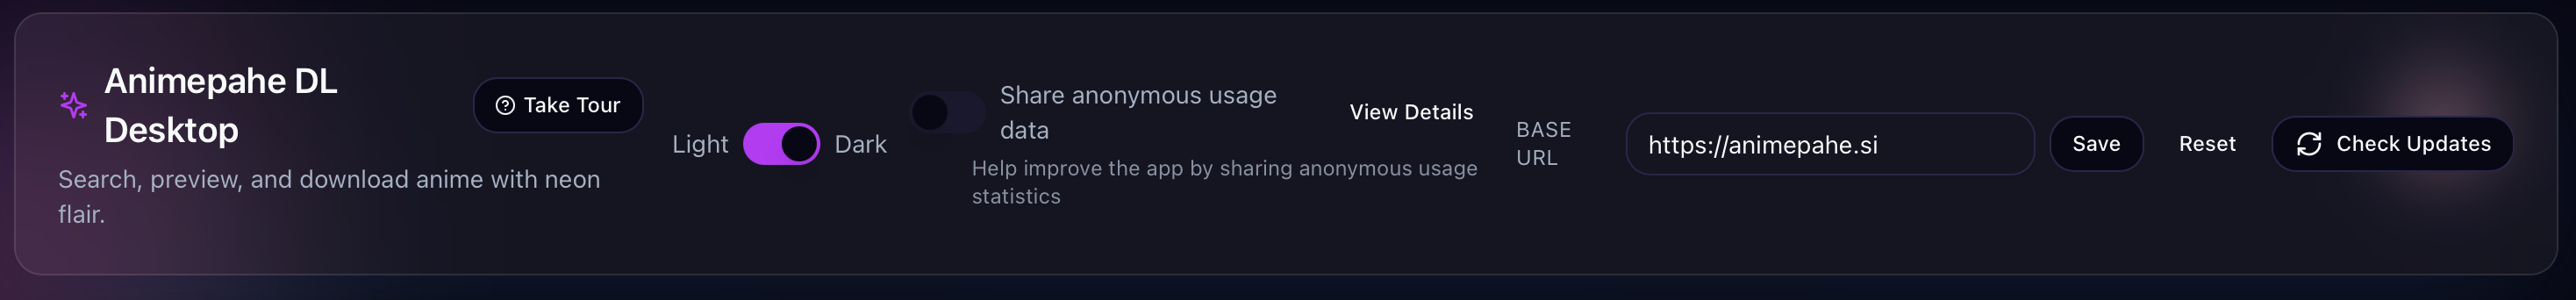 Animepahe DL
Desktop
Take Tour
Search, preview, and download anime with neon
flair.
Light
Dark
Share anonymous usage
data
View Details
Help improve the app by sharing anonymous usage
statistics
BASE
URL
https://animepahe.si
Save
Reset
Check Updates